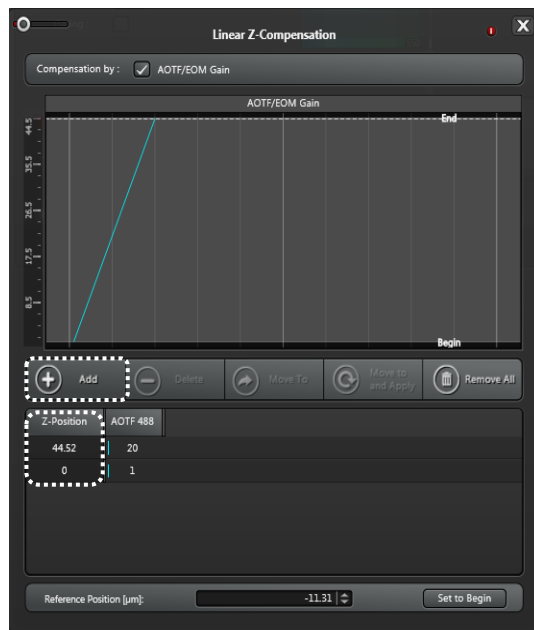 Linear Z-Compensation
X
Compensation by : AOTF/EOM Gain
AOTF/EOM Gain
End
44.5
35.5
26.5
17.5
8.5
Begin
Add Delete Move To Move to and Apply Remove All
Z-Position AOTF 488
44.52 20
0 1
Reference Position [µm]: -11.31 Set to Begin